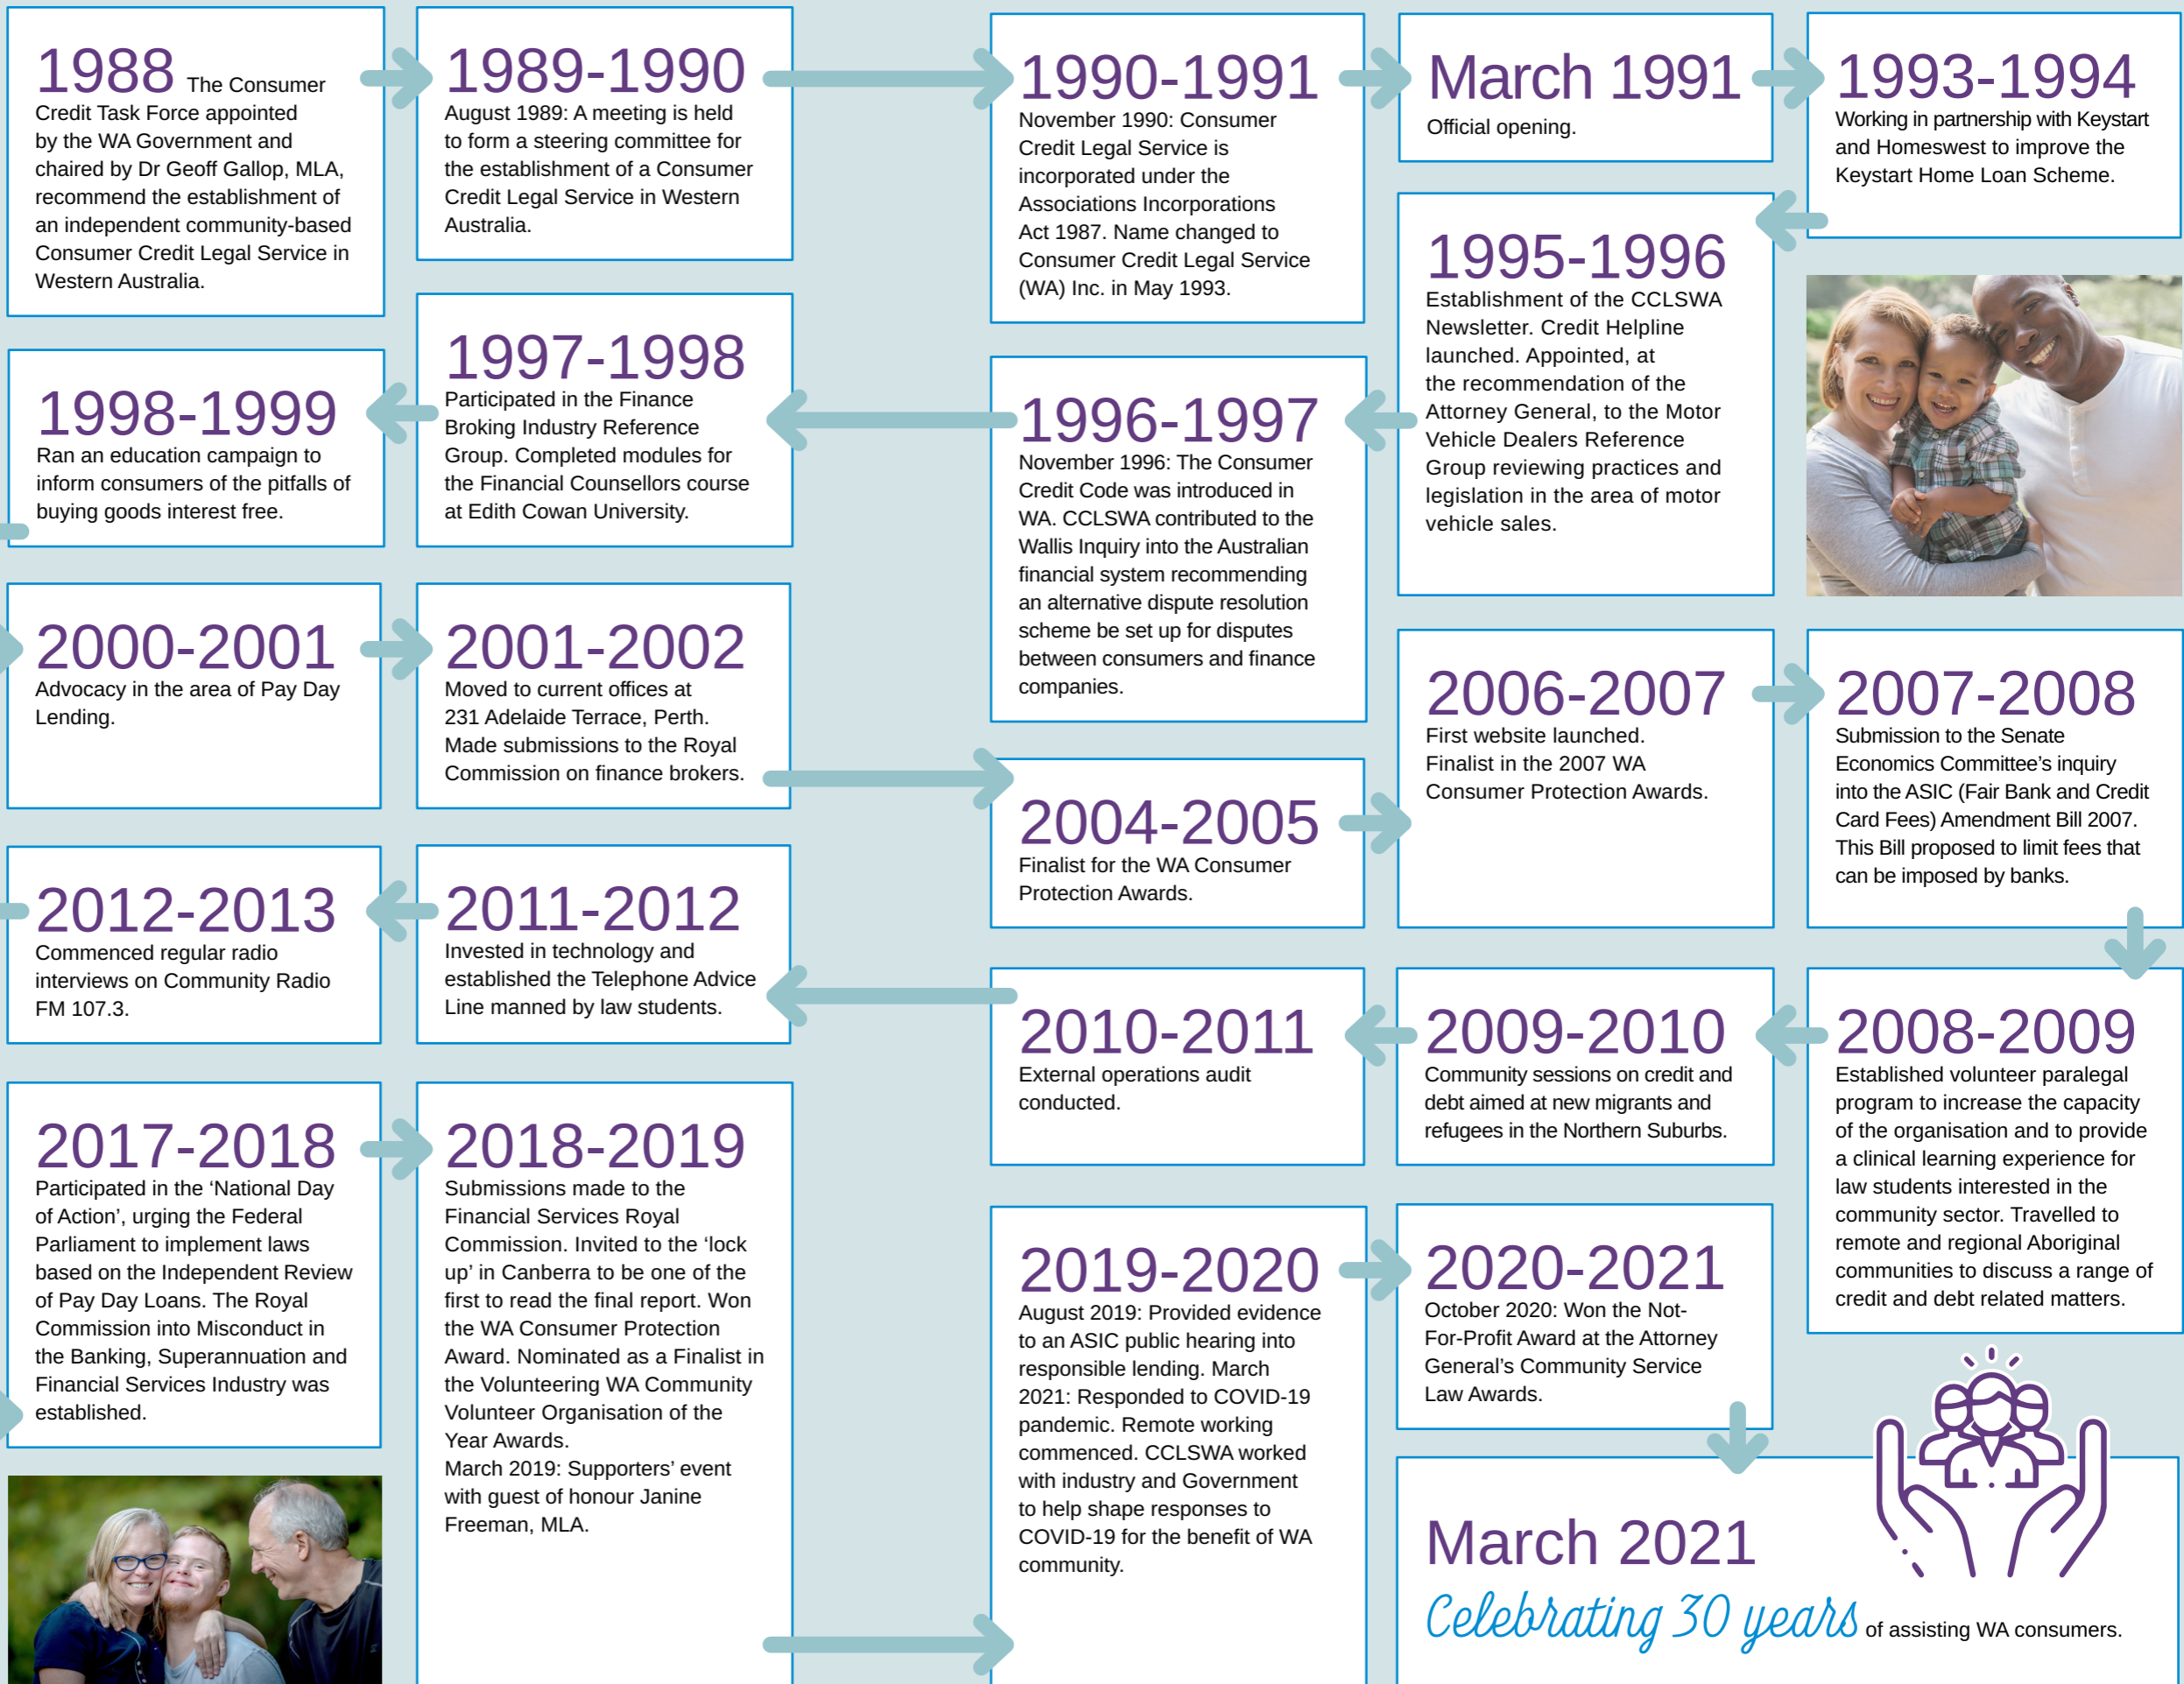 1988 The Consumer
Credit Task Force appointed
by the WA Government and
chaired by Dr Geoff Gallop, MLA,
recommend the establishment of
an independent community-based
Consumer Credit Legal Service in
Western Australia.
1989-1990
August 1989: A meeting is held
to form a steering committee for
the establishment of a Consumer
Credit Legal Service in Western
Australia.
1990-1991
November 1990: Consumer
Credit Legal Service is
incorporated under the
Associations Incorporations
Act 1987. Name changed to
Consumer Credit Legal Service
(WA) Inc. in May 1993.
March 1991
Official opening.
1993-1994
Working in partnership with Keystart
and Homeswest to improve the
Keystart Home Loan Scheme.
1995-1996
Establishment of the CCLSWA
Newsletter. Credit Helpline
launched. Appointed, at
the recommendation of the
Attorney General, to the Motor
Vehicle Dealers Reference
Group reviewing practices and
legislation in the area of motor
vehicle sales.
1996-1997
November 1996: The Consumer
Credit Code was introduced in
WA. CCLSWA contributed to the
Wallis Inquiry into the Australian
financial system recommending
an alternative dispute resolution
scheme be set up for disputes
between consumers and finance
companies.
1997-1998
Participated in the Finance
Broking Industry Reference
Group. Completed modules for
the Financial Counsellors course
at Edith Cowan University.
1998-1999
Ran an education campaign to
inform consumers of the pitfalls of
buying goods interest free.
2000-2001
Advocacy in the area of Pay Day
Lending.
2001-2002
Moved to current offices at
231 Adelaide Terrace, Perth.
Made submissions to the Royal
Commission on finance brokers.
2004-2005
Finalist for the WA Consumer
Protection Awards.
2006-2007
First website launched.
Finalist in the 2007 WA
Consumer Protection Awards.
2007-2008
Submission to the Senate
Economics Committee's inquiry
into the ASIC (Fair Bank and Credit
Card Fees) Amendment Bill 2007.
This Bill proposed to limit fees that
can be imposed by banks.
2008-2009
Established volunteer paralegal
program to increase the capacity
of the organisation and to provide
a clinical learning experience for
law students interested in the
community sector. Travelled to
remote and regional Aboriginal
communities to discuss a range of
credit and debt related matters.
2009-2010
Community sessions on credit and
debt aimed at new migrants and
refugees in the Northern Suburbs.
2010-2011
External operations audit
conducted.
2011-2012
Invested in technology and
established the Telephone Advice
Line manned by law students.
2012-2013
Commenced regular radio
interviews on Community Radio
FM 107.3.
2017-2018
Participated in the ‘National Day
of Action’, urging the Federal
Parliament to implement laws
based on the Independent Review
of Pay Day Loans. The Royal
Commission into Misconduct in
the Banking, Superannuation and
Financial Services Industry was
established.
2018-2019
Submissions made to the
Financial Services Royal
Commission. Invited to the ‘lock
up’ in Canberra to be one of the
first to read the final report. Won
the WA Consumer Protection
Award. Nominated as a Finalist in
the Volunteering WA Community
Volunteer Organisation of the
Year Awards.
March 2019: Supporters’ event
with guest of honour Janine
Freeman, MLA.
2019-2020
August 2019: Provided evidence
to an ASIC public hearing into
responsible lending. March
2021: Responded to COVID-19
pandemic. Remote working
commenced. CCLSWA worked
with industry and Government
to help shape responses to
COVID-19 for the benefit of WA
community.
2020-2021
October 2020: Won the Not-
For-Profit Award at the Attorney
General’s Community Service
Law Awards.
March 2021
Celebrating 30 years of assisting WA consumers.